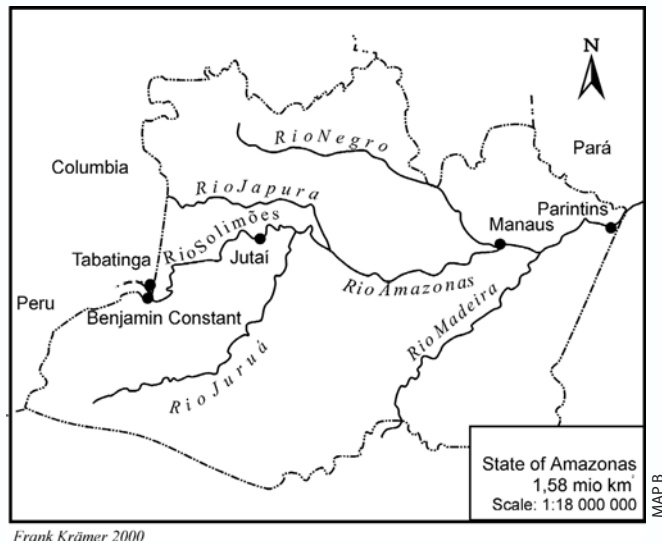 N
Pará
Rio Negro
Columbia
Rio Japura
Parintins
Manaus
Rio Solimões
Jutaí
Tabatinga
Rio Amazonas
Peru
Benjamin Constant
Rio Madeira
Rio Juruá
State of Amazonas
1,58 mio km²
Scale: 1:18 000 000
MAP B
Frank Krämer 2000